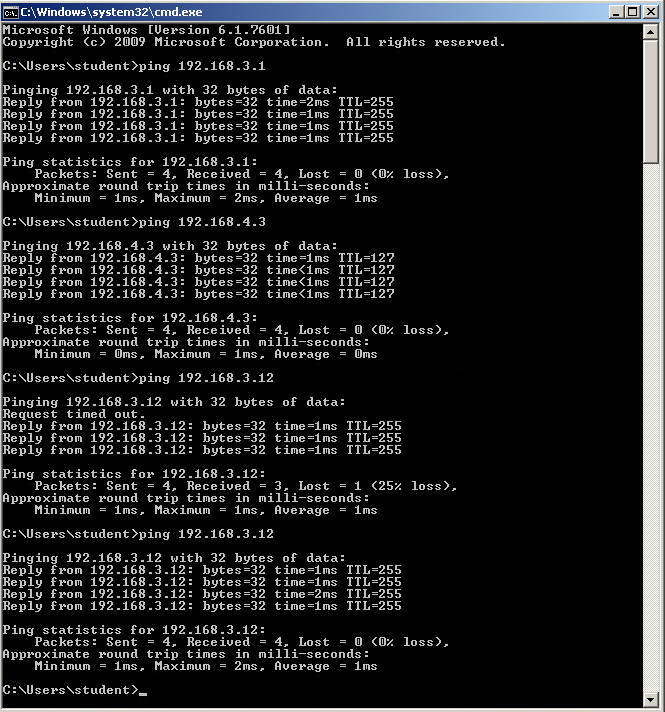 C:\Windows\system32\cmd.exe
Microsoft Windows [Version 6.1.7601]
Copyright (c) 2009 Microsoft Corporation.  All rights reserved.
C:\Users\student>ping 192.168.3.1
Pinging 192.168.3.1 with 32 bytes of data:
Reply from 192.168.3.1: bytes=32 time=2ms TTL=255
Reply from 192.168.3.1: bytes=32 time=1ms TTL=255
Reply from 192.168.3.1: bytes=32 time=1ms TTL=255
Reply from 192.168.3.1: bytes=32 time=1ms TTL=255
Ping statistics for 192.168.3.1:
    Packets: Sent = 4, Received = 4, Lost = 0 (0% loss),
Approximate round trip times in milli-seconds:
    Minimum = 1ms, Maximum = 2ms, Average = 1ms
C:\Users\student>ping 192.168.4.3
Pinging 192.168.4.3 with 32 bytes of data:
Reply from 192.168.4.3: bytes=32 time=1ms TTL=127
Reply from 192.168.4.3: bytes=32 time<1ms TTL=127
Reply from 192.168.4.3: bytes=32 time<1ms TTL=127
Reply from 192.168.4.3: bytes=32 time<1ms TTL=127
Ping statistics for 192.168.4.3:
    Packets: Sent = 4, Received = 4, Lost = 0 (0% loss),
Approximate round trip times in milli-seconds:
    Minimum = 0ms, Maximum = 1ms, Average = 0ms
C:\Users\student>ping 192.168.3.12
Pinging 192.168.3.12 with 32 bytes of data:
Request timed out.
Reply from 192.168.3.12: bytes=32 time=1ms TTL=255
Reply from 192.168.3.12: bytes=32 time=1ms TTL=255
Reply from 192.168.3.12: bytes=32 time=1ms TTL=255
Ping statistics for 192.168.3.12:
    Packets: Sent = 4, Received = 3, Lost = 1 (25% loss),
Approximate round trip times in milli-seconds:
    Minimum = 1ms, Maximum = 1ms, Average = 1ms
C:\Users\student>ping 192.168.3.12
Pinging 192.168.3.12 with 32 bytes of data:
Reply from 192.168.3.12: bytes=32 time=1ms TTL=255
Reply from 192.168.3.12: bytes=32 time=1ms TTL=255
Reply from 192.168.3.12: bytes=32 time=2ms TTL=255
Reply from 192.168.3.12: bytes=32 time=1ms TTL=255
Ping statistics for 192.168.3.12:
    Packets: Sent = 4, Received = 4, Lost = 0 (0% loss),
Approximate round trip times in milli-seconds:
    Minimum = 1ms, Maximum = 2ms, Average = 1ms
C:\Users\student>_